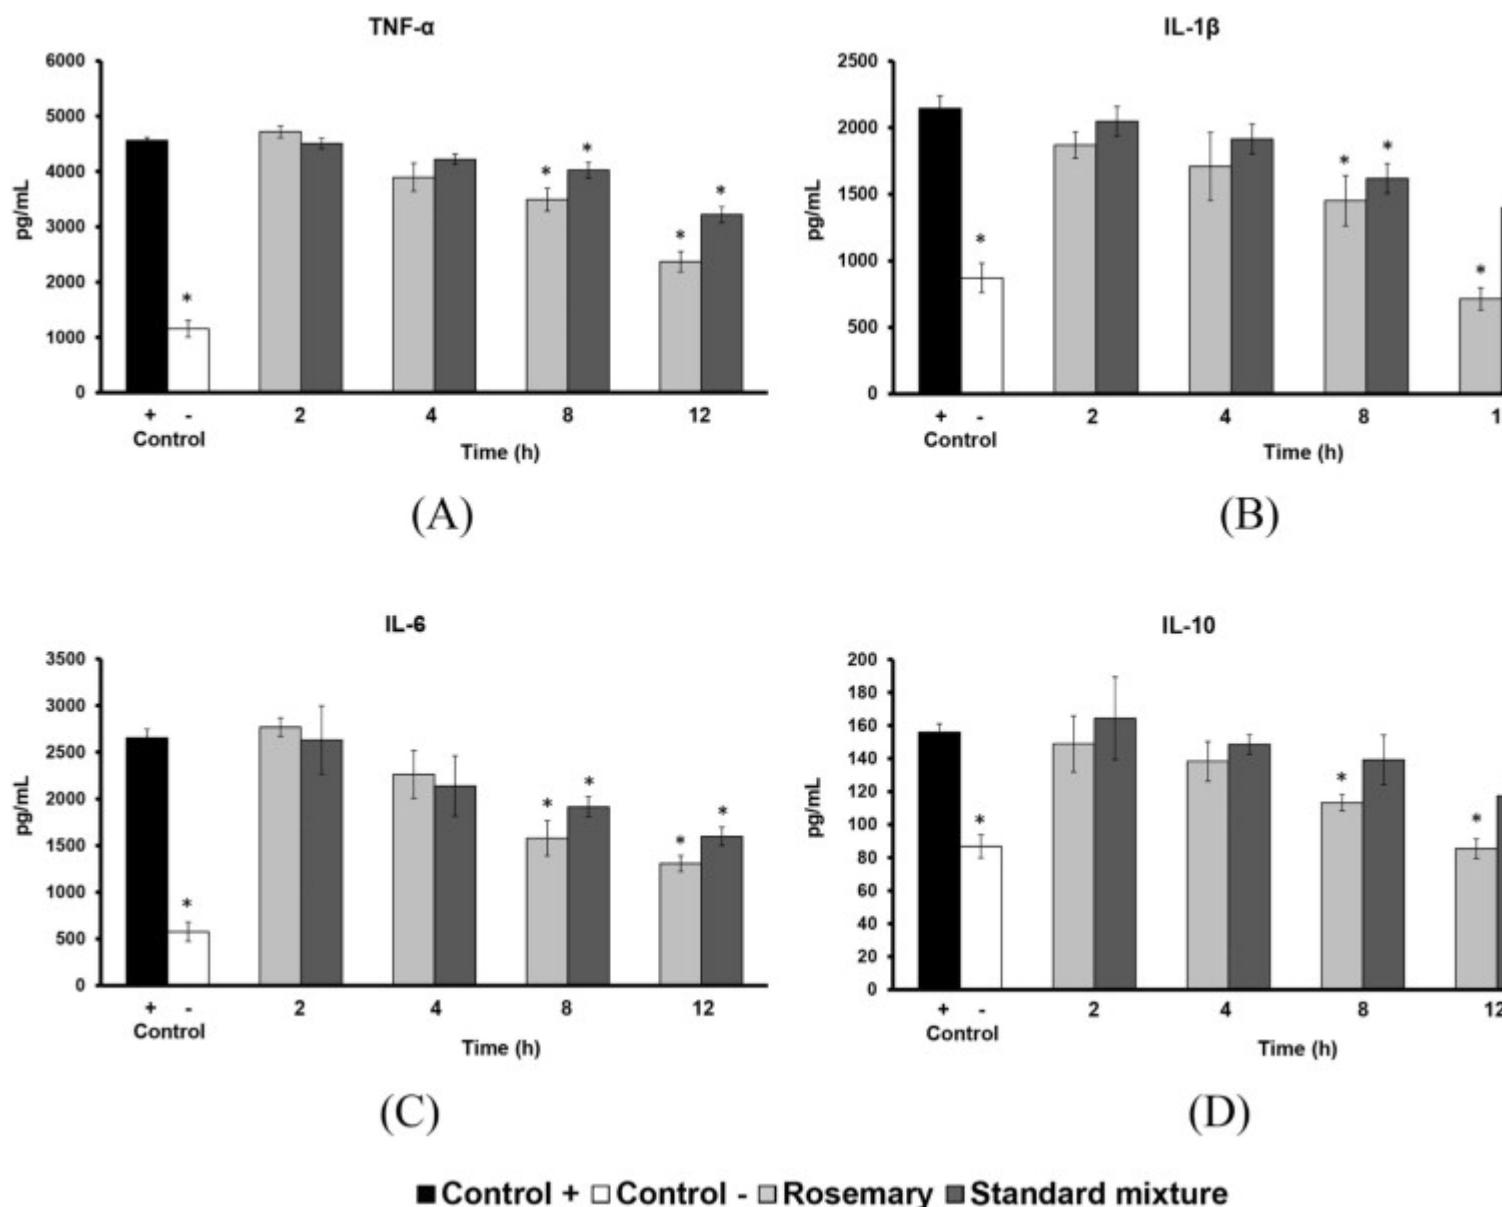 TNF-α
6000
5000
4000
3000
2000
1000
0
pg/mL
* * * * *
+ - 2 4 8 12
Control
Time (h)
(A)
IL-1β
2500
2000
1500
1000
500
0
pg/mL
* * * *
+ - 2 4 8 1
Control
Time (h)
(B)
IL-6
3500
3000
2500
2000
1500
1000
500
0
pg/mL
* * * * *
+ - 2 4 8 12
Control
Time (h)
(C)
IL-10
200
180
160
140
120
100
80
60
40
20
0
pg/mL
* * *
+ - 2 4 8 12
Control
Time (h)
(D)
Control + Control - Rosemary Standard mixture